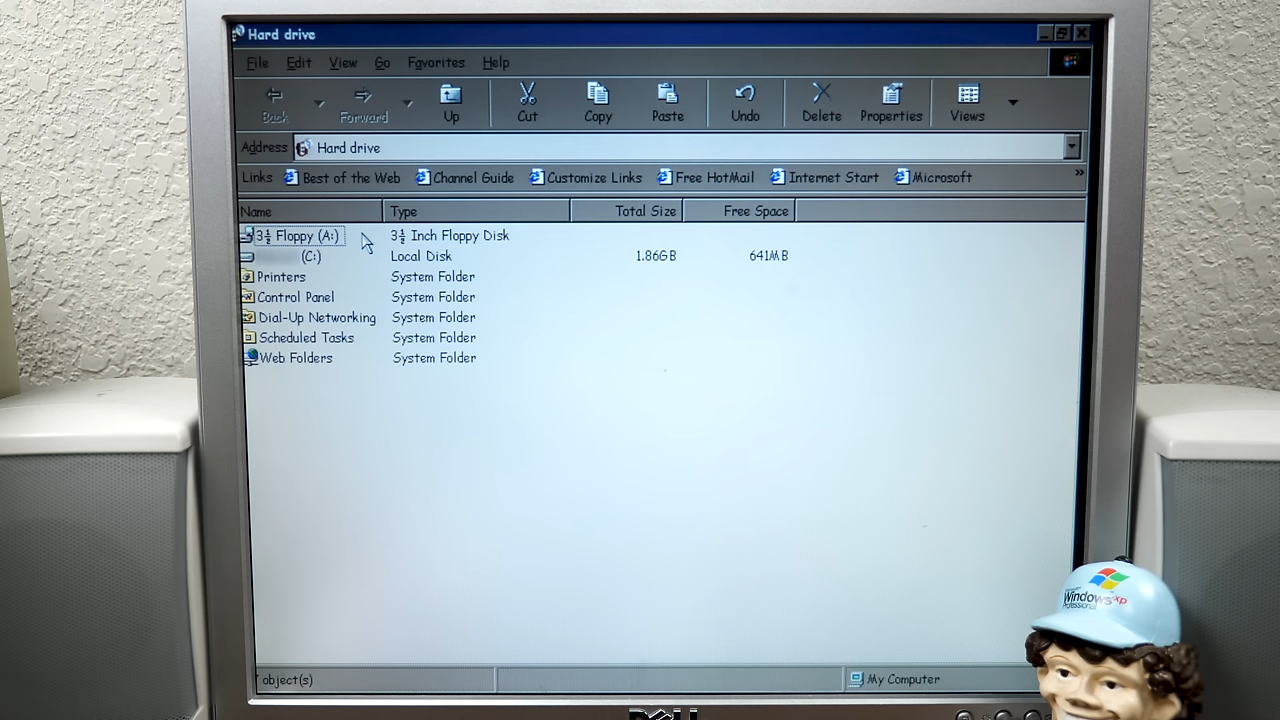 Hard drive
File Edit View Go Favorites Help
Back Forward Up Cut Copy Paste Undo Delete Properties Views
Address Hard drive
Links Best of the Web Channel Guide Customize Links Free HotMail Internet Start Microsoft »
Name Type Total Size Free Space
3½ Floppy (A:) 3½ Inch Floppy Disk
(C:) Local Disk 1.86GB 641MB
Printers System Folder
Control Panel System Folder
Dial-Up Networking System Folder
Scheduled Tasks System Folder
Web Folders System Folder
7 object(s) My Computer
Windows xp
Professional
DELL